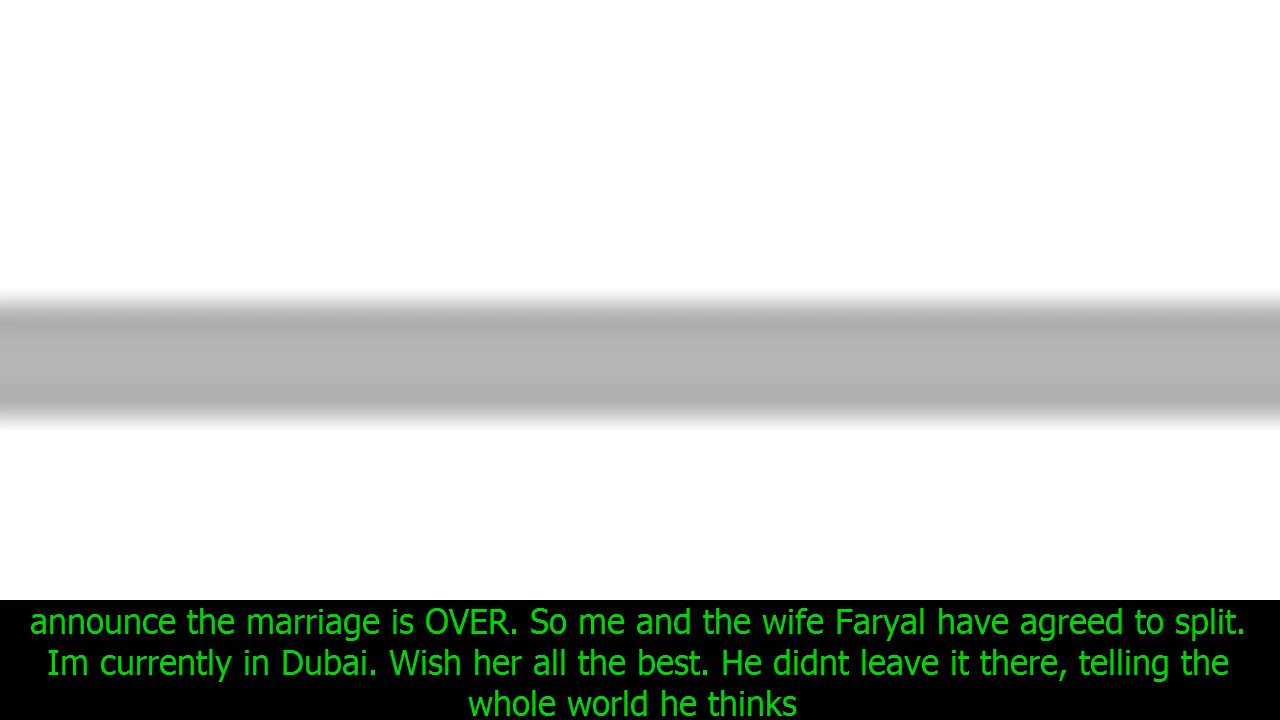 announce the marriage is OVER. So me and the wife Faryal have agreed to split.
Im currently in Dubai. Wish her all the best. He didnt leave it there, telling the
whole world he thinks